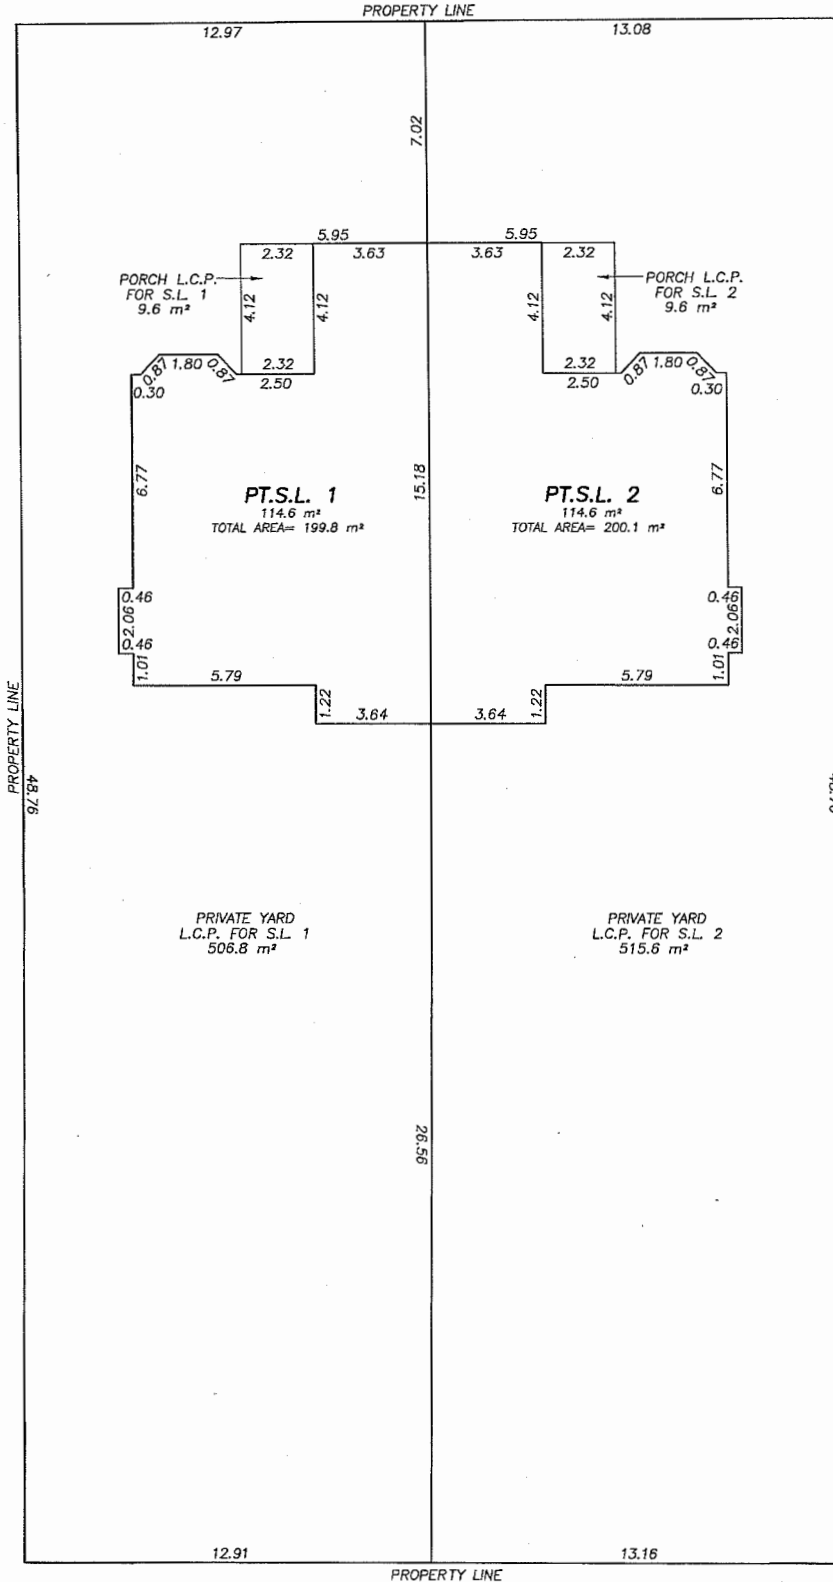 PROPERTY LINE
12.97
13.08
7.02
5.95
5.95
2.32
3.63
3.63
2.32
PORCH L.C.P.
FOR S.L. 1
9.6 m²
4.12
4.12
4.12
4.12
PORCH L.C.P.
FOR S.L. 2
9.6 m²
0.87
1.80
0.87
2.32
2.50
0.30
2.32
2.50
0.87
1.80
0.87
0.30
6.77
PT.S.L. 1
114.6 m²
TOTAL AREA= 199.8 m²
15.18
PT.S.L. 2
114.6 m²
TOTAL AREA= 200.1 m²
6.77
0.46
2.06
0.46
1.01
0.46
2.06
0.46
1.01
5.79
1.22
3.64
3.64
1.22
5.79
PROPERTY LINE
48.76
PRIVATE YARD
L.C.P. FOR S.L. 1
506.8 m²
PRIVATE YARD
L.C.P. FOR S.L. 2
515.6 m²
26.56
12.91
13.16
PROPERTY LINE